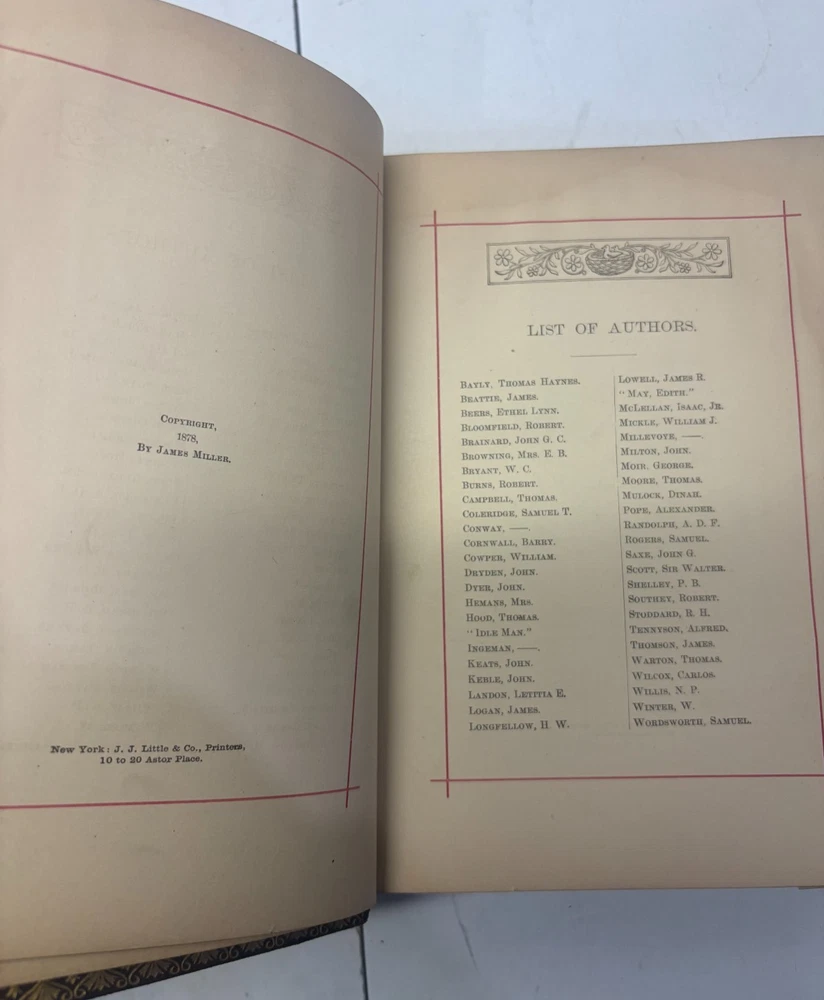 COPYRIGHT,
1878,
BY JAMES MILLER.
New York: J. J. Little & Co., Printers,
10 to 20 Astor Place.
LIST OF AUTHORS.
BAYLY, THOMAS HAYNES.
BEATTIE, JAMES.
BEERS, ETHEL LYNN.
BLOOMFIELD, ROBERT.
BRAINARD, JOHN G. C.
BROWNING, MRS. E. B.
BRYANT, W. C.
BURNS, ROBERT.
CAMPBELL, THOMAS.
COLERIDGE, SAMUEL T.
CONWAY, ——.
CORNWALL, BARRY.
COWPER, WILLIAM.
DRYDEN, JOHN.
DYER, JOHN.
HEMANS, MRS.
HOOD, THOMAS.
"IDLE MAN."
INGEMAN, ——.
KEATS, JOHN.
KEBLE, JOHN.
LANDON, LETITIA E.
LOGAN, JAMES.
LONGFELLOW, H. W.
LOWELL, JAMES R.
"MAY, EDITH."
MCLELLAN, ISAAC, JR.
MICKLE, WILLIAM J.
MILLEVOYE, ——.
MILTON, JOHN.
MOIR, GEORGE.
MOORE, THOMAS.
MULOCK, DINAH.
POPE, ALEXANDER.
RANDOLPH, A. D. F.
ROGERS, SAMUEL.
SAXE, JOHN G.
SCOTT, SIR WALTER.
SHELLEY, P. B.
SOUTHEY, ROBERT.
STODDARD, R. H.
TENNYSON, ALFRED.
THOMSON, JAMES.
WARTON, THOMAS.
WILCOX, CARLOS.
WILLIS, N. P.
WINTER, W.
WORDSWORTH, SAMUEL.